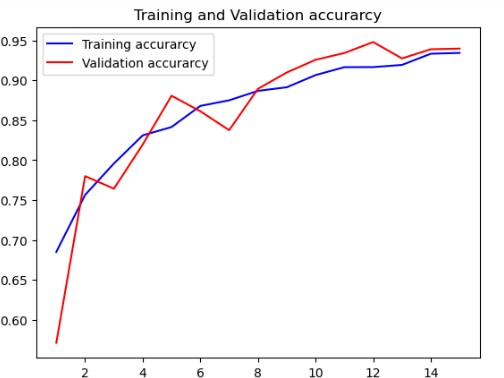 Training and Validation accurarcy
Training accurarcy
Validation accurarcy
0.95
0.90
0.85
0.80
0.75
0.70
0.65
0.60
2 4 6 8 10 12 14